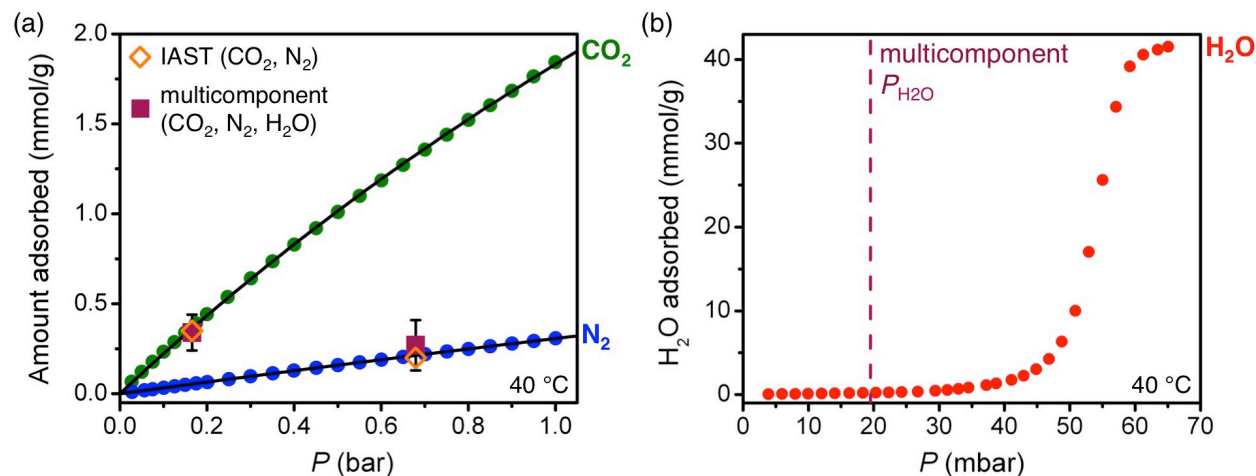 (a)
Amount adsorbed (mmol/g)
2.0
1.5
1.0
0.5
0.0
IAST (CO₂, N₂)
multicomponent
(CO₂, N₂, H₂O)
CO₂
N₂
40 °C
0.0 0.2 0.4 0.6 0.8 1.0
P (bar)
(b)
H₂O adsorbed (mmol/g)
40
30
20
10
0
multicomponent
P_H2O
H₂O
40 °C
0 10 20 30 40 50 60 70
P (mbar)